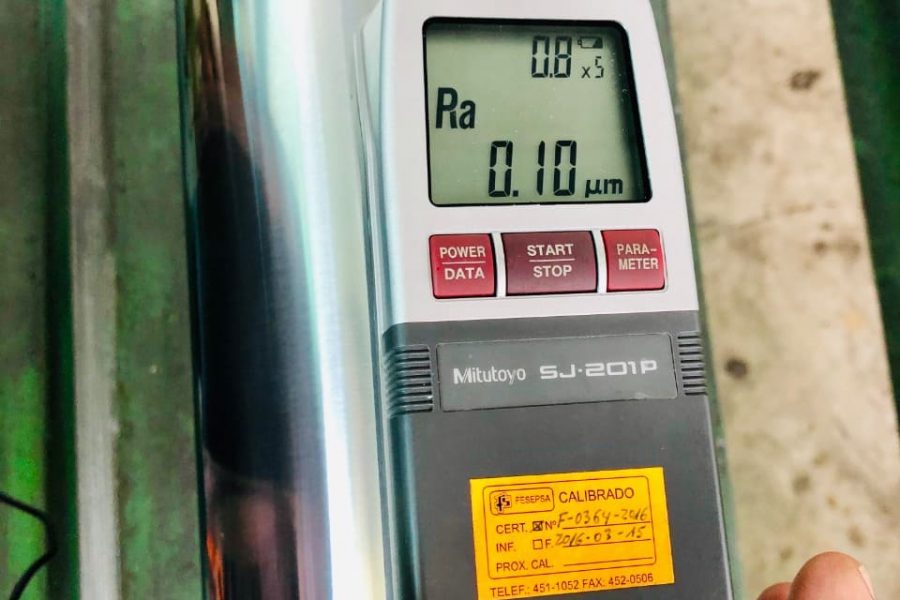 0.8 x5
Ra
0.10 µm
POWER
DATA
START
STOP
PARA-
METER
Mitutoyo SJ-201P
FESEPSA CALIBRADO
CERT. Nº F-0364-2016
INF. F. 2016-03-15
PROX. CAL.
TELEF.: 451-1052 FAX: 452-0506